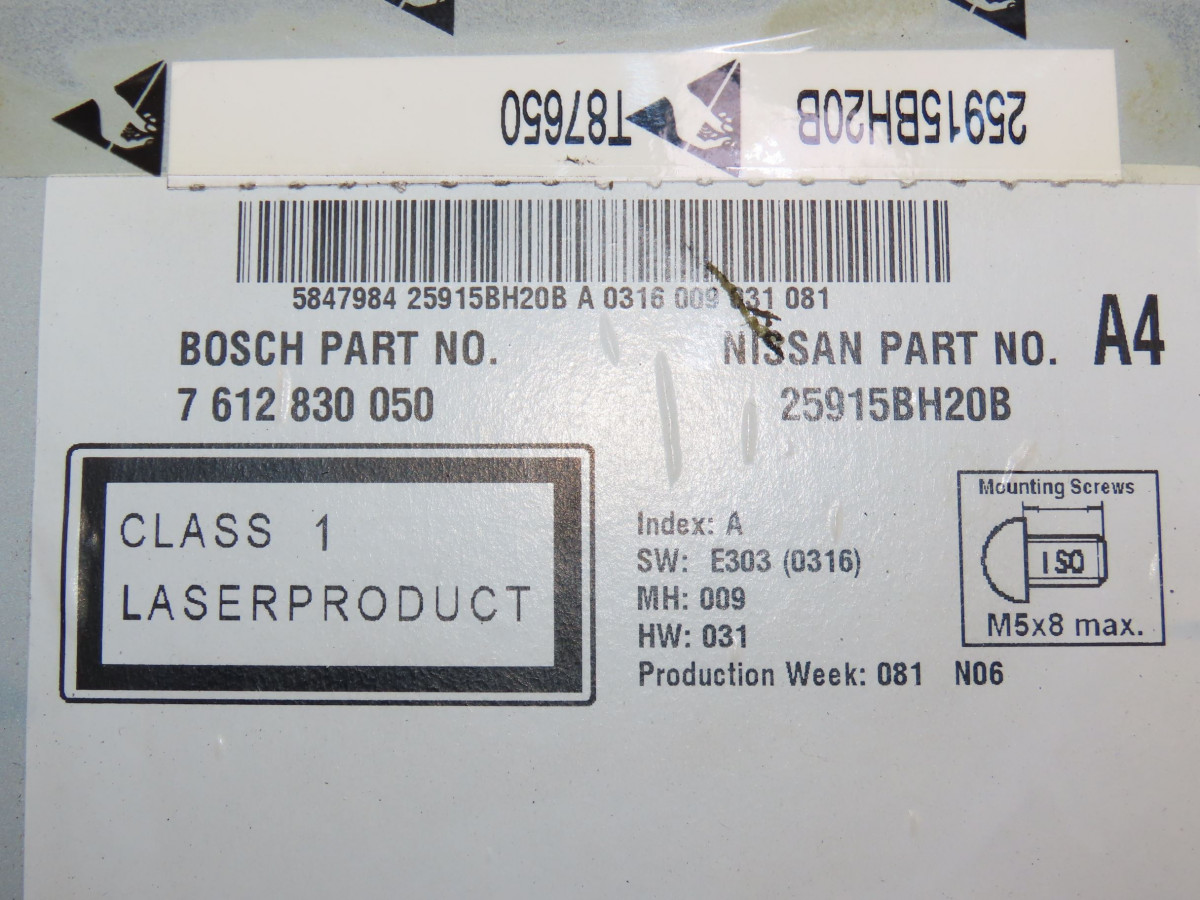 T87650 25915BH20B
5847984 25915BH20B A 0316 009 031 081
BOSCH PART NO.
7 612 830 050
NISSAN PART NO.
25915BH20B
A4
CLASS 1
LASERPRODUCT
Index: A
SW: E303 (0316)
MH: 009
HW: 031
Production Week: 081 N06
Mounting Screws
ISO
M5x8 max.